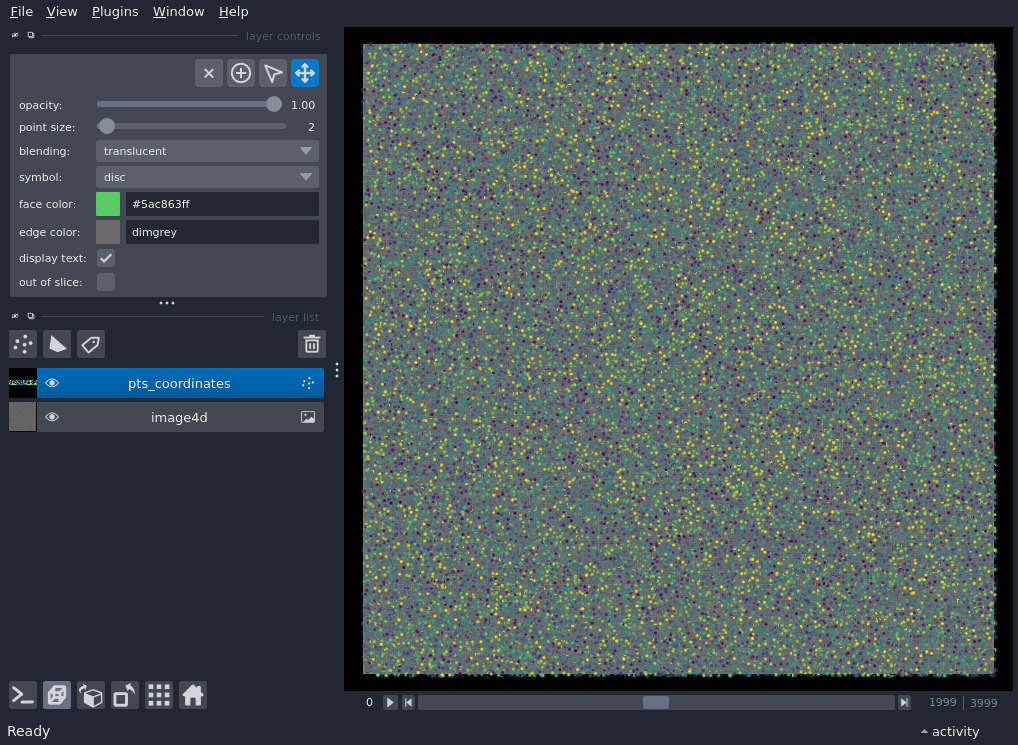 File View Plugins Window Help
layer controls
opacity: 1.00
point size: 2
blending: translucent
symbol: disc
face color: #5ac863ff
edge color: dimgrey
display text:
out of slice:
layer list
pts_coordinates
image4d
0 1999 3999
Ready activity